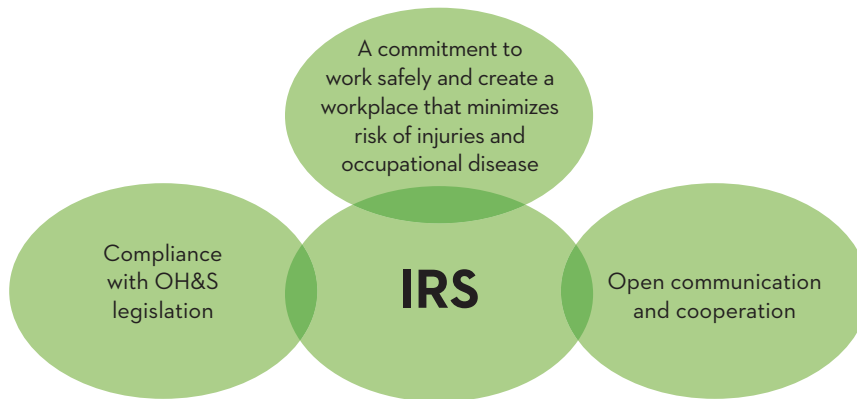 A commitment to
work safely and create a
workplace that minimizes
risk of injuries and
occupational disease
Compliance
with OH&S
legislation
IRS
Open communication
and cooperation